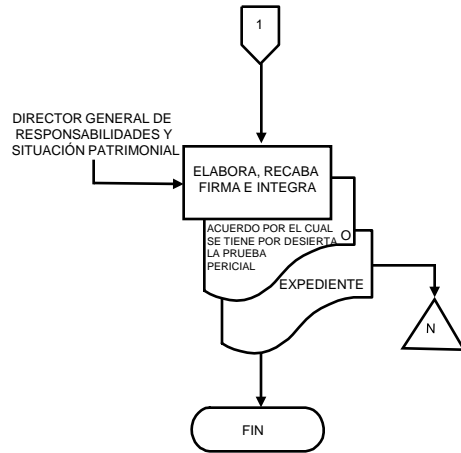 1
DIRECTOR GENERAL DE
RESPONSABILIDADES Y
SITUACIÓN PATRIMONIAL
ELABORA, RECABA
FIRMA E INTEGRA
ACUERDO POR EL CUAL
SE TIENE POR DESIERTA
LA PRUEBA
PERICIAL
O
EXPEDIENTE
N
FIN